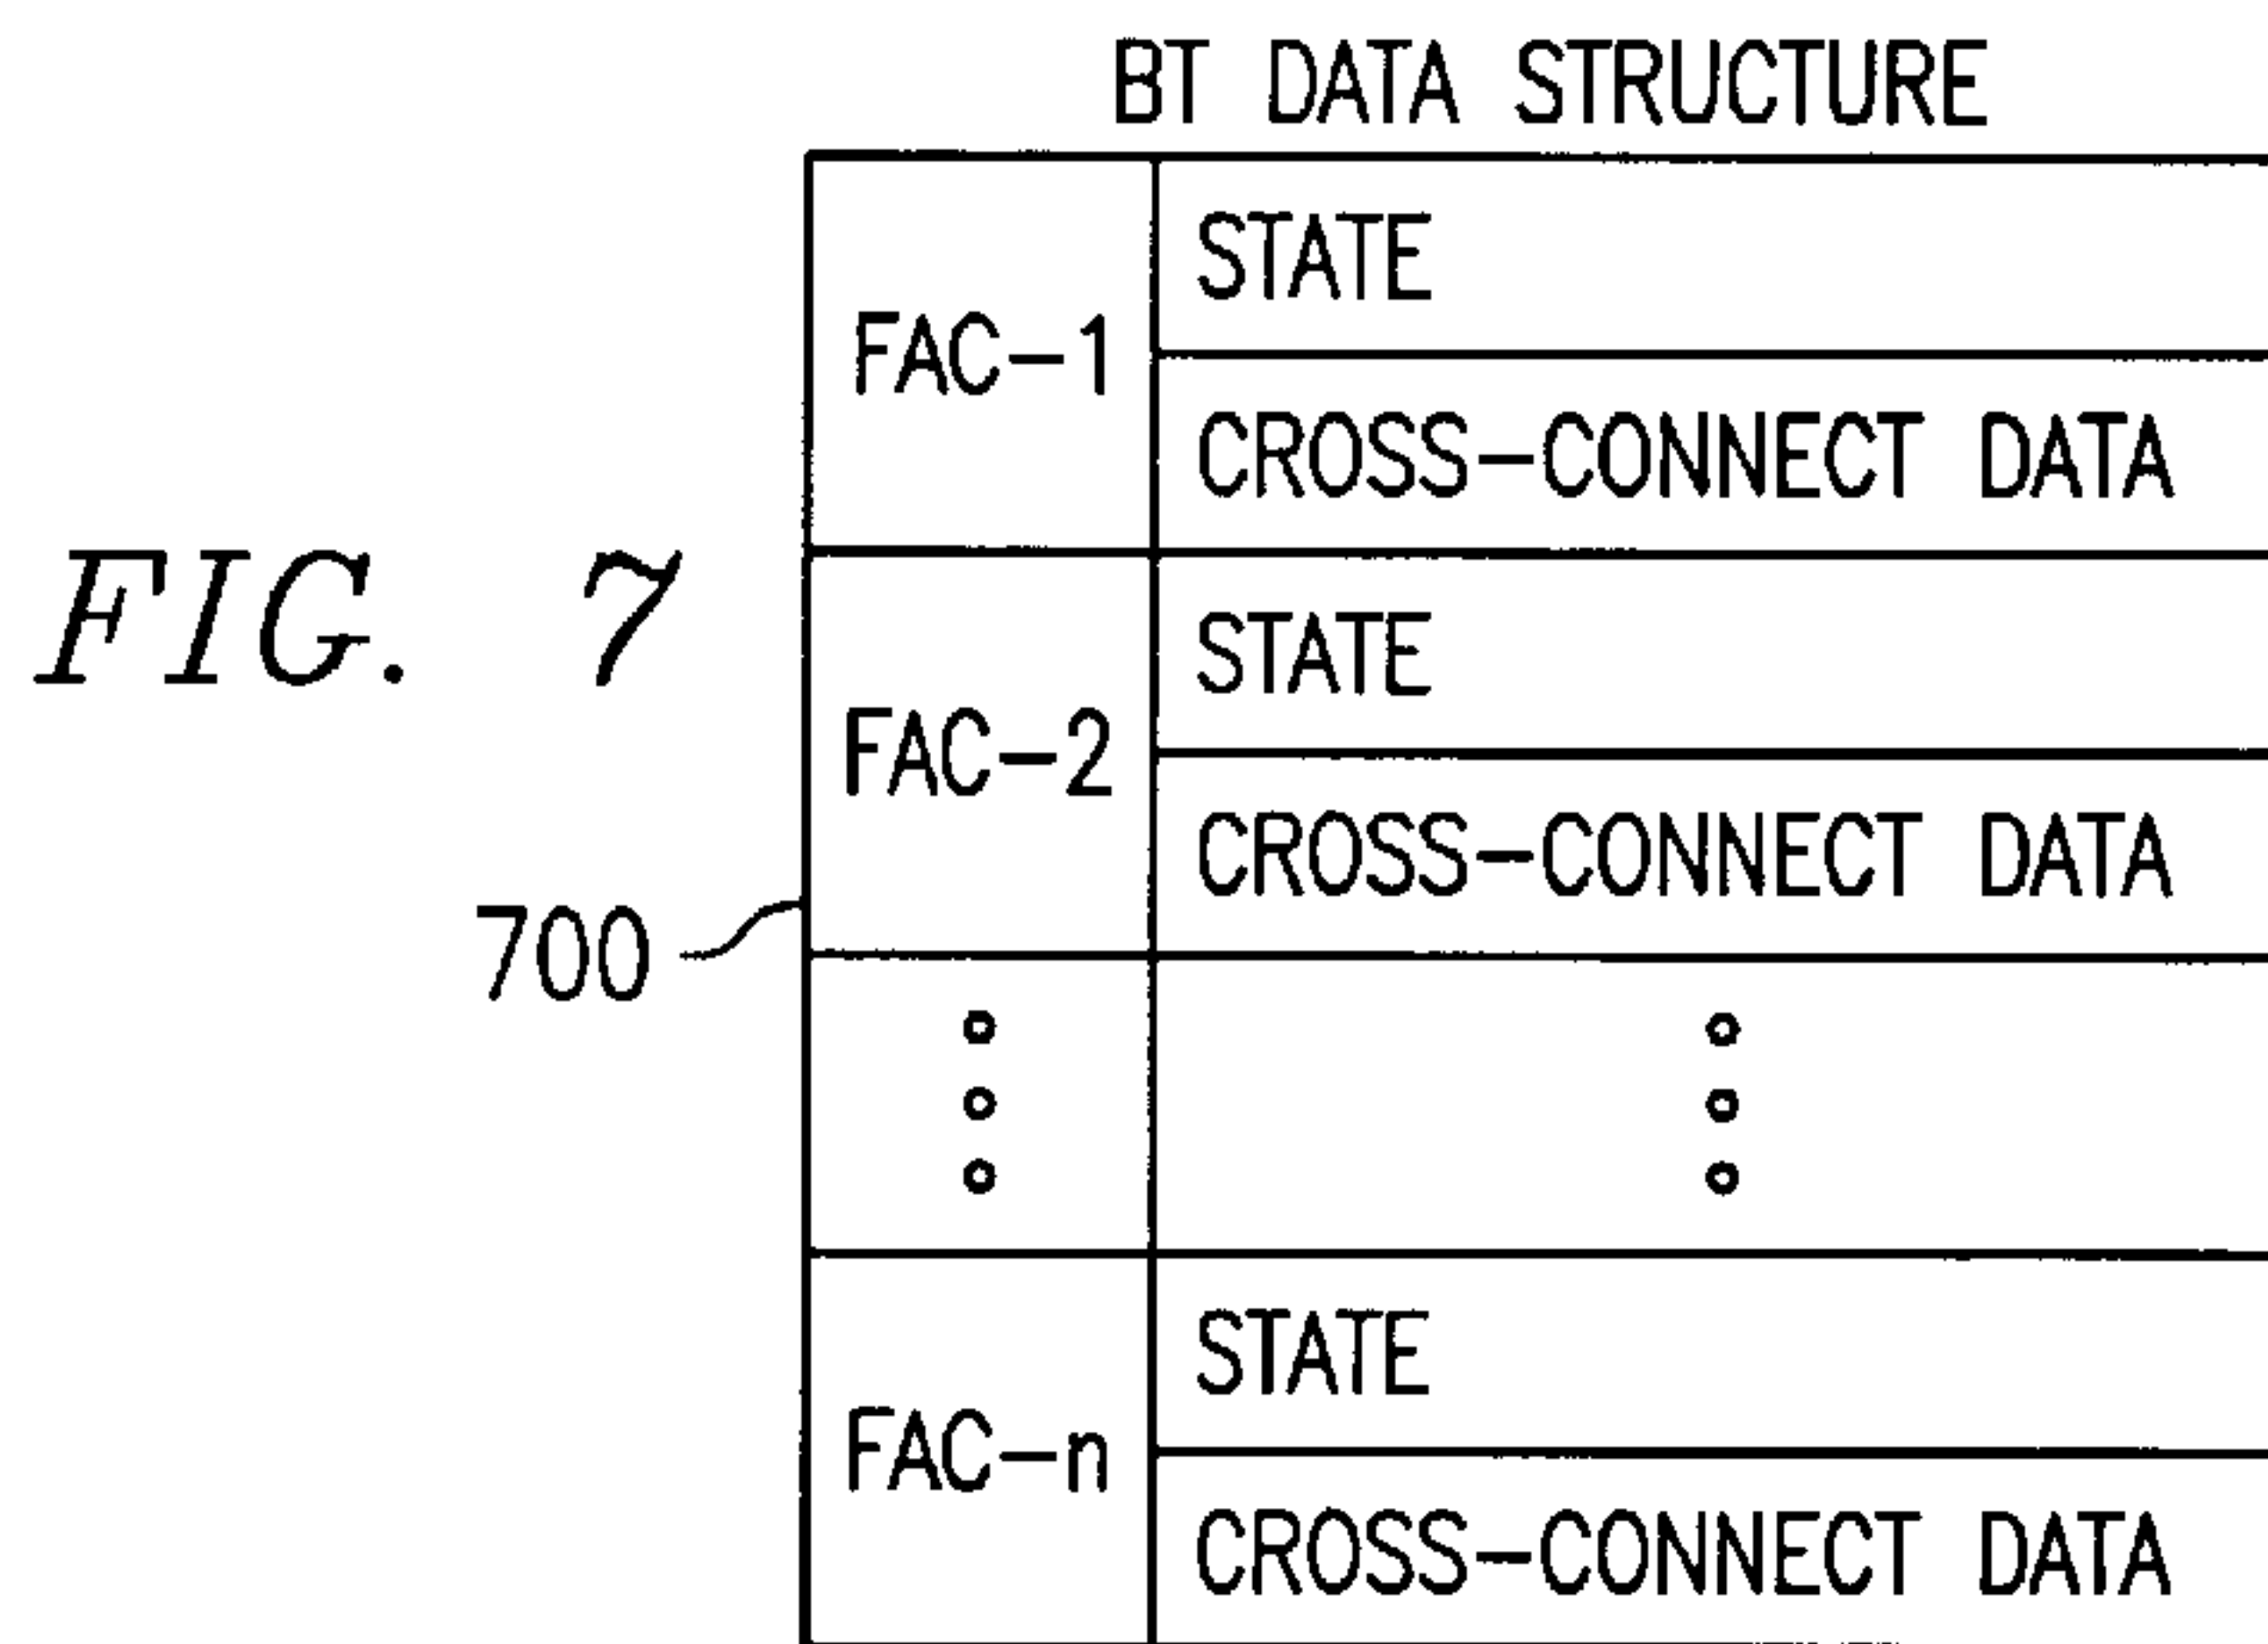 BT DATA STRUCTURE
FAC-1
STATE
CROSS-CONNECT DATA
FIG. 7
FAC-2
STATE
CROSS-CONNECT DATA
700
FAC-n
STATE
CROSS-CONNECT DATA